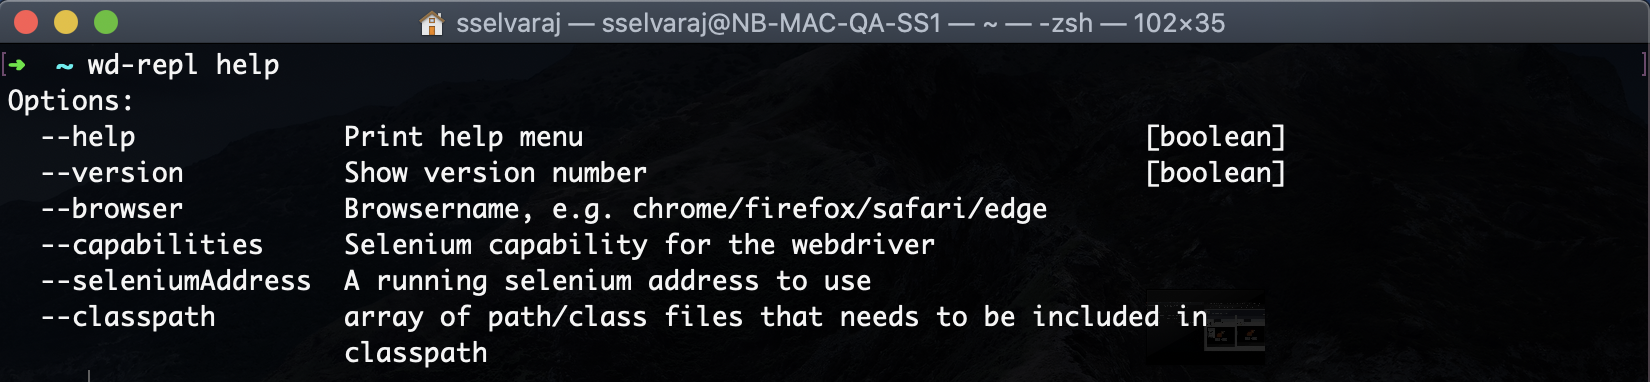 sselvaraj — sselvaraj@NB-MAC-QA-SS1 — ~ — -zsh — 102×35
[➜  ~ wd-repl help ]
Options:
  --help             Print help menu                                   [boolean]
  --version          Show version number                               [boolean]
  --browser          Browsername, e.g. chrome/firefox/safari/edge
  --capabilities     Selenium capability for the webdriver
  --seleniumAddress  A running selenium address to use
  --classpath        array of path/class files that needs to be included in
                     classpath